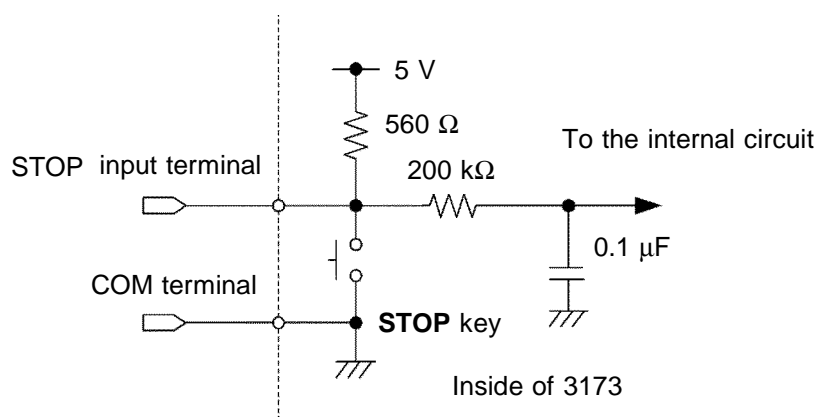 5 V
560 Ω
To the internal circuit
STOP input terminal
200 kΩ
0.1 μF
COM terminal
STOP key
Inside of 3173